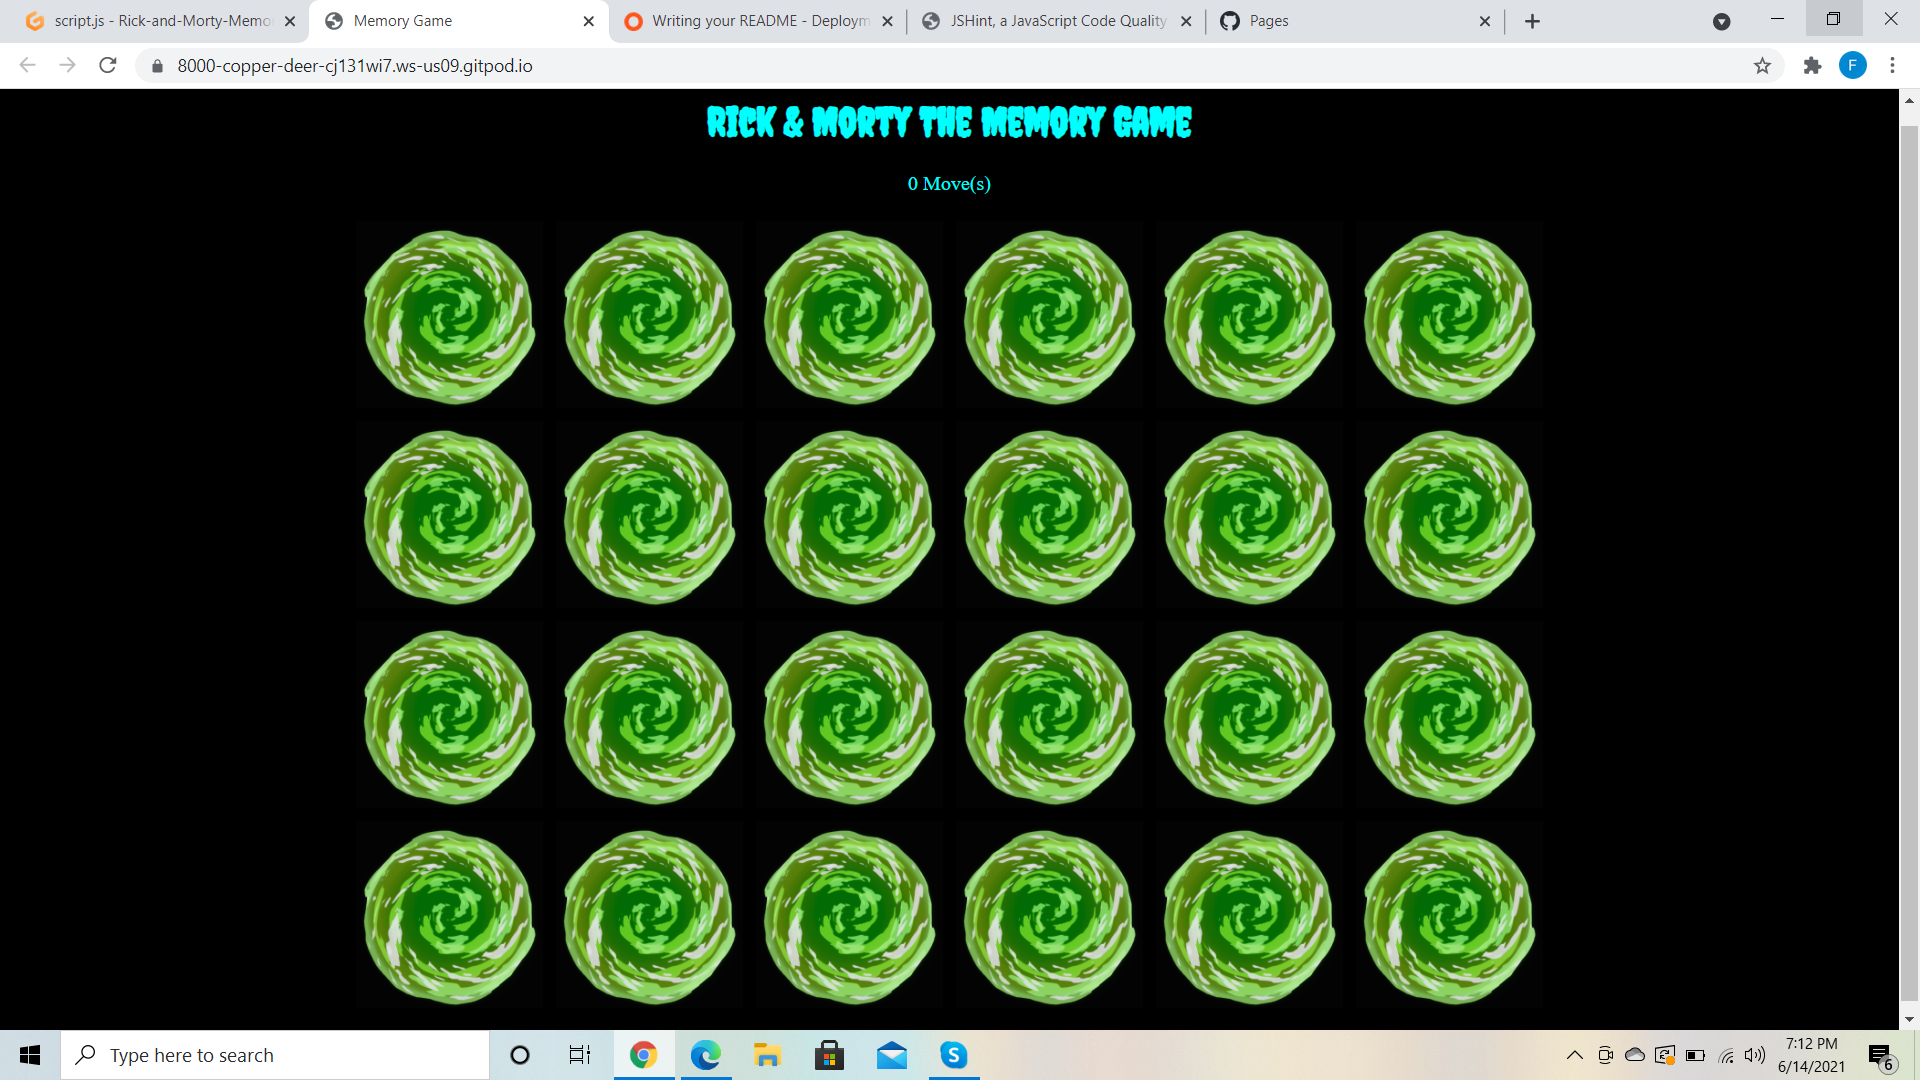 script.js - Rick-and-Morty-Memo
Memory Game
Writing your README - Deploym
JSHint, a JavaScript Code Quality
Pages
8000-copper-deer-cj131wi7.ws-us09.gitpod.io
F
RICK & MORTY THE MEMORY GAME
0 Move(s)
Type here to search
S
7:12 PM
6/14/2021
6